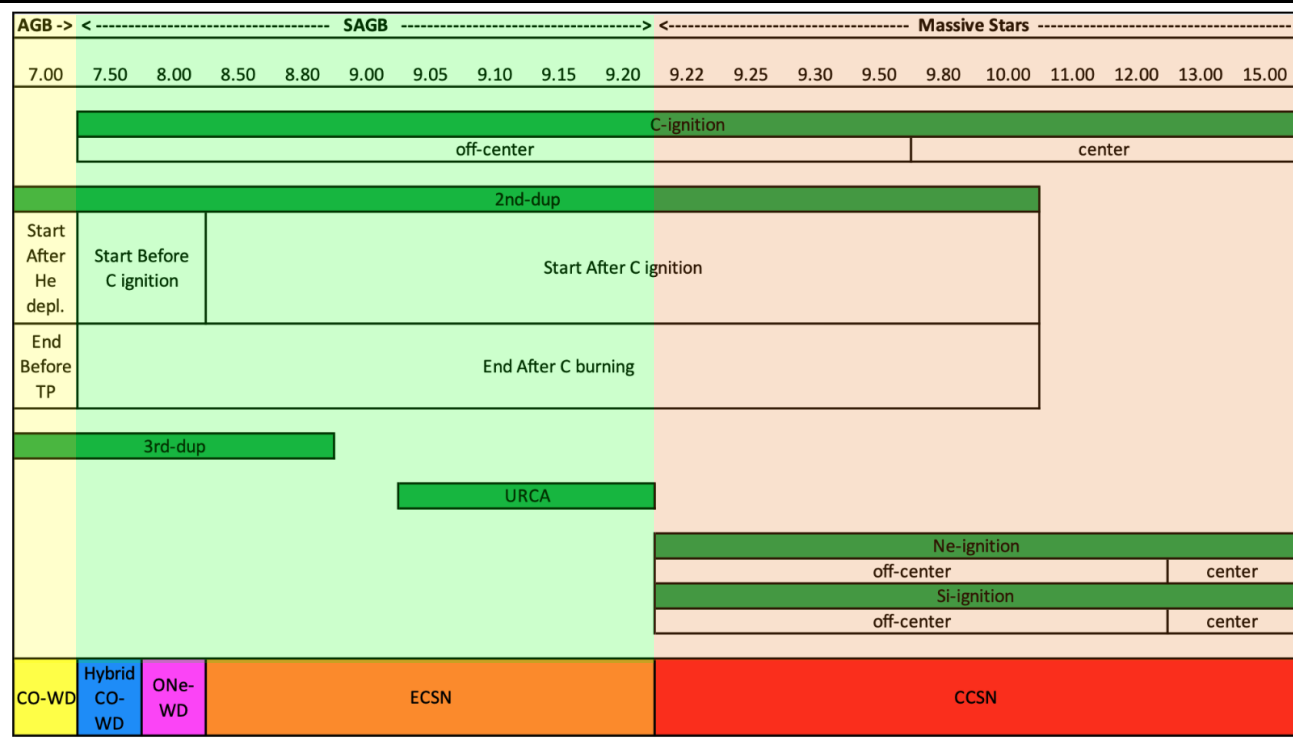 AGB -> < ---------------------------------- SAGB ------------------------------------> <----------------------------------- Massive Stars -------------------------------------
7.00 7.50 8.00 8.50 8.80 9.00 9.05 9.10 9.15 9.20 9.22 9.25 9.30 9.50 9.80 10.00 11.00 12.00 13.00 15.00
C-ignition
off-center center
2nd-dup
Start
After
He
depl.
Start Before
C ignition
Start After C ignition
End
Before
TP
End After C burning
3rd-dup
URCA
Ne-ignition
off-center center
Si-ignition
off-center center
CO-WD
Hybrid
CO-
WD
ONe-
WD
ECSN
CCSN